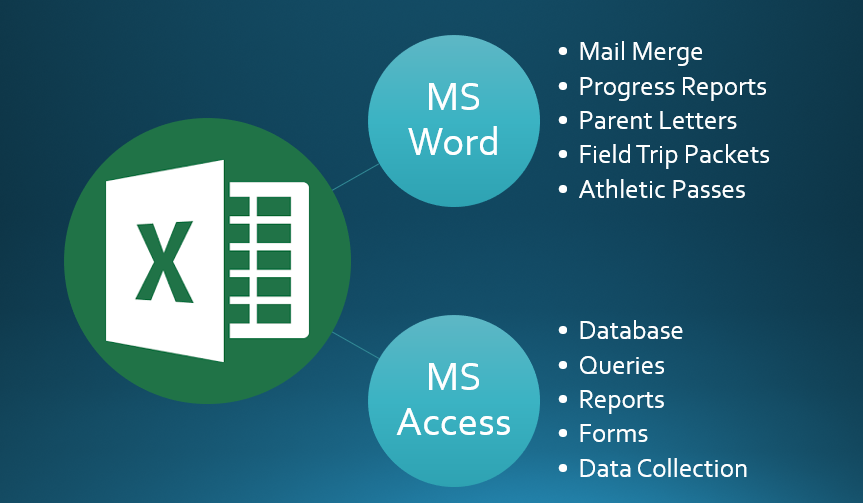 X
MS
Word
• Mail Merge
• Progress Reports
• Parent Letters
• Field Trip Packets
• Athletic Passes
MS
Access
• Database
• Queries
• Reports
• Forms
• Data Collection